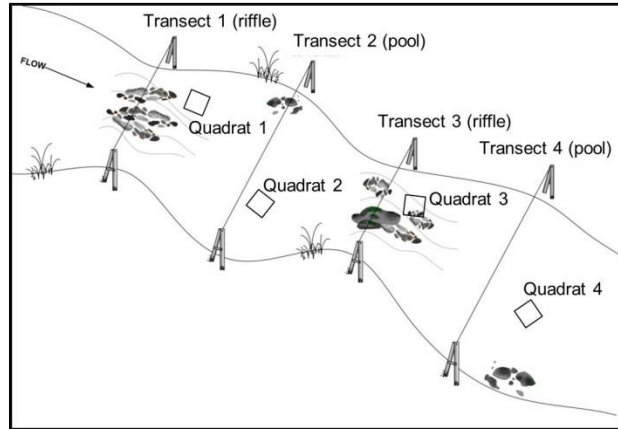 Transect 1 (riffle)
Transect 2 (pool)
FLOW
Quadrat 1
Transect 3 (riffle)
Transect 4 (pool)
Quadrat 2
Quadrat 3
Quadrat 4